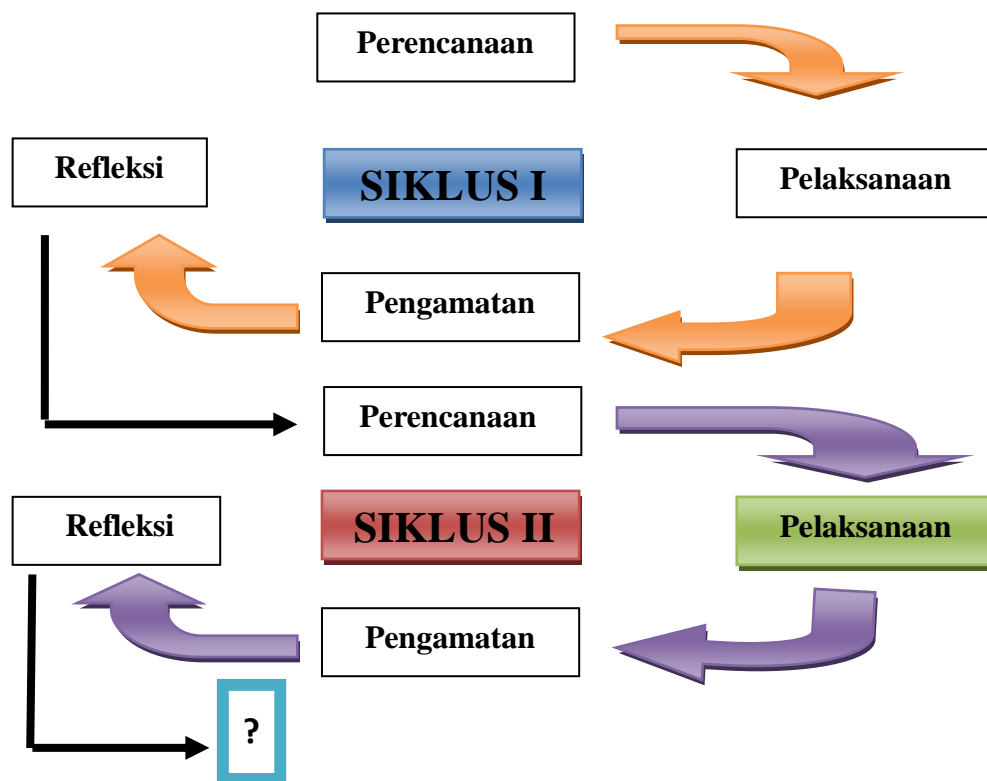 Perencanaan
Refleksi
SIKLUS I
Pelaksanaan
Pengamatan
Perencanaan
Refleksi
SIKLUS II
Pelaksanaan
Pengamatan
?